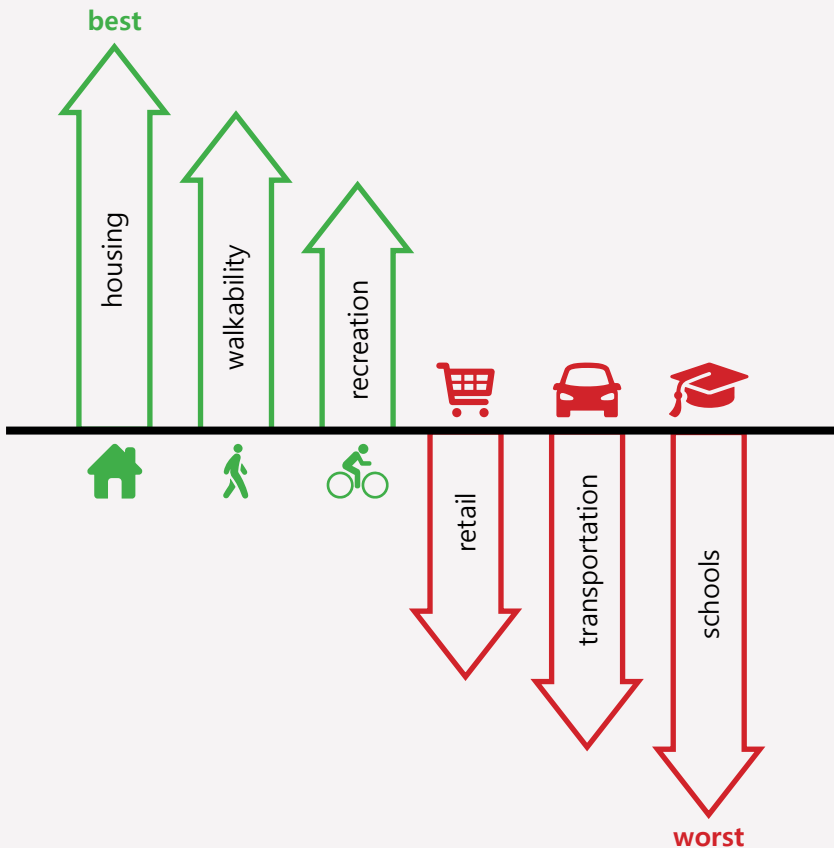 best
housing
walkability
recreation
retail
transportation
schools
worst